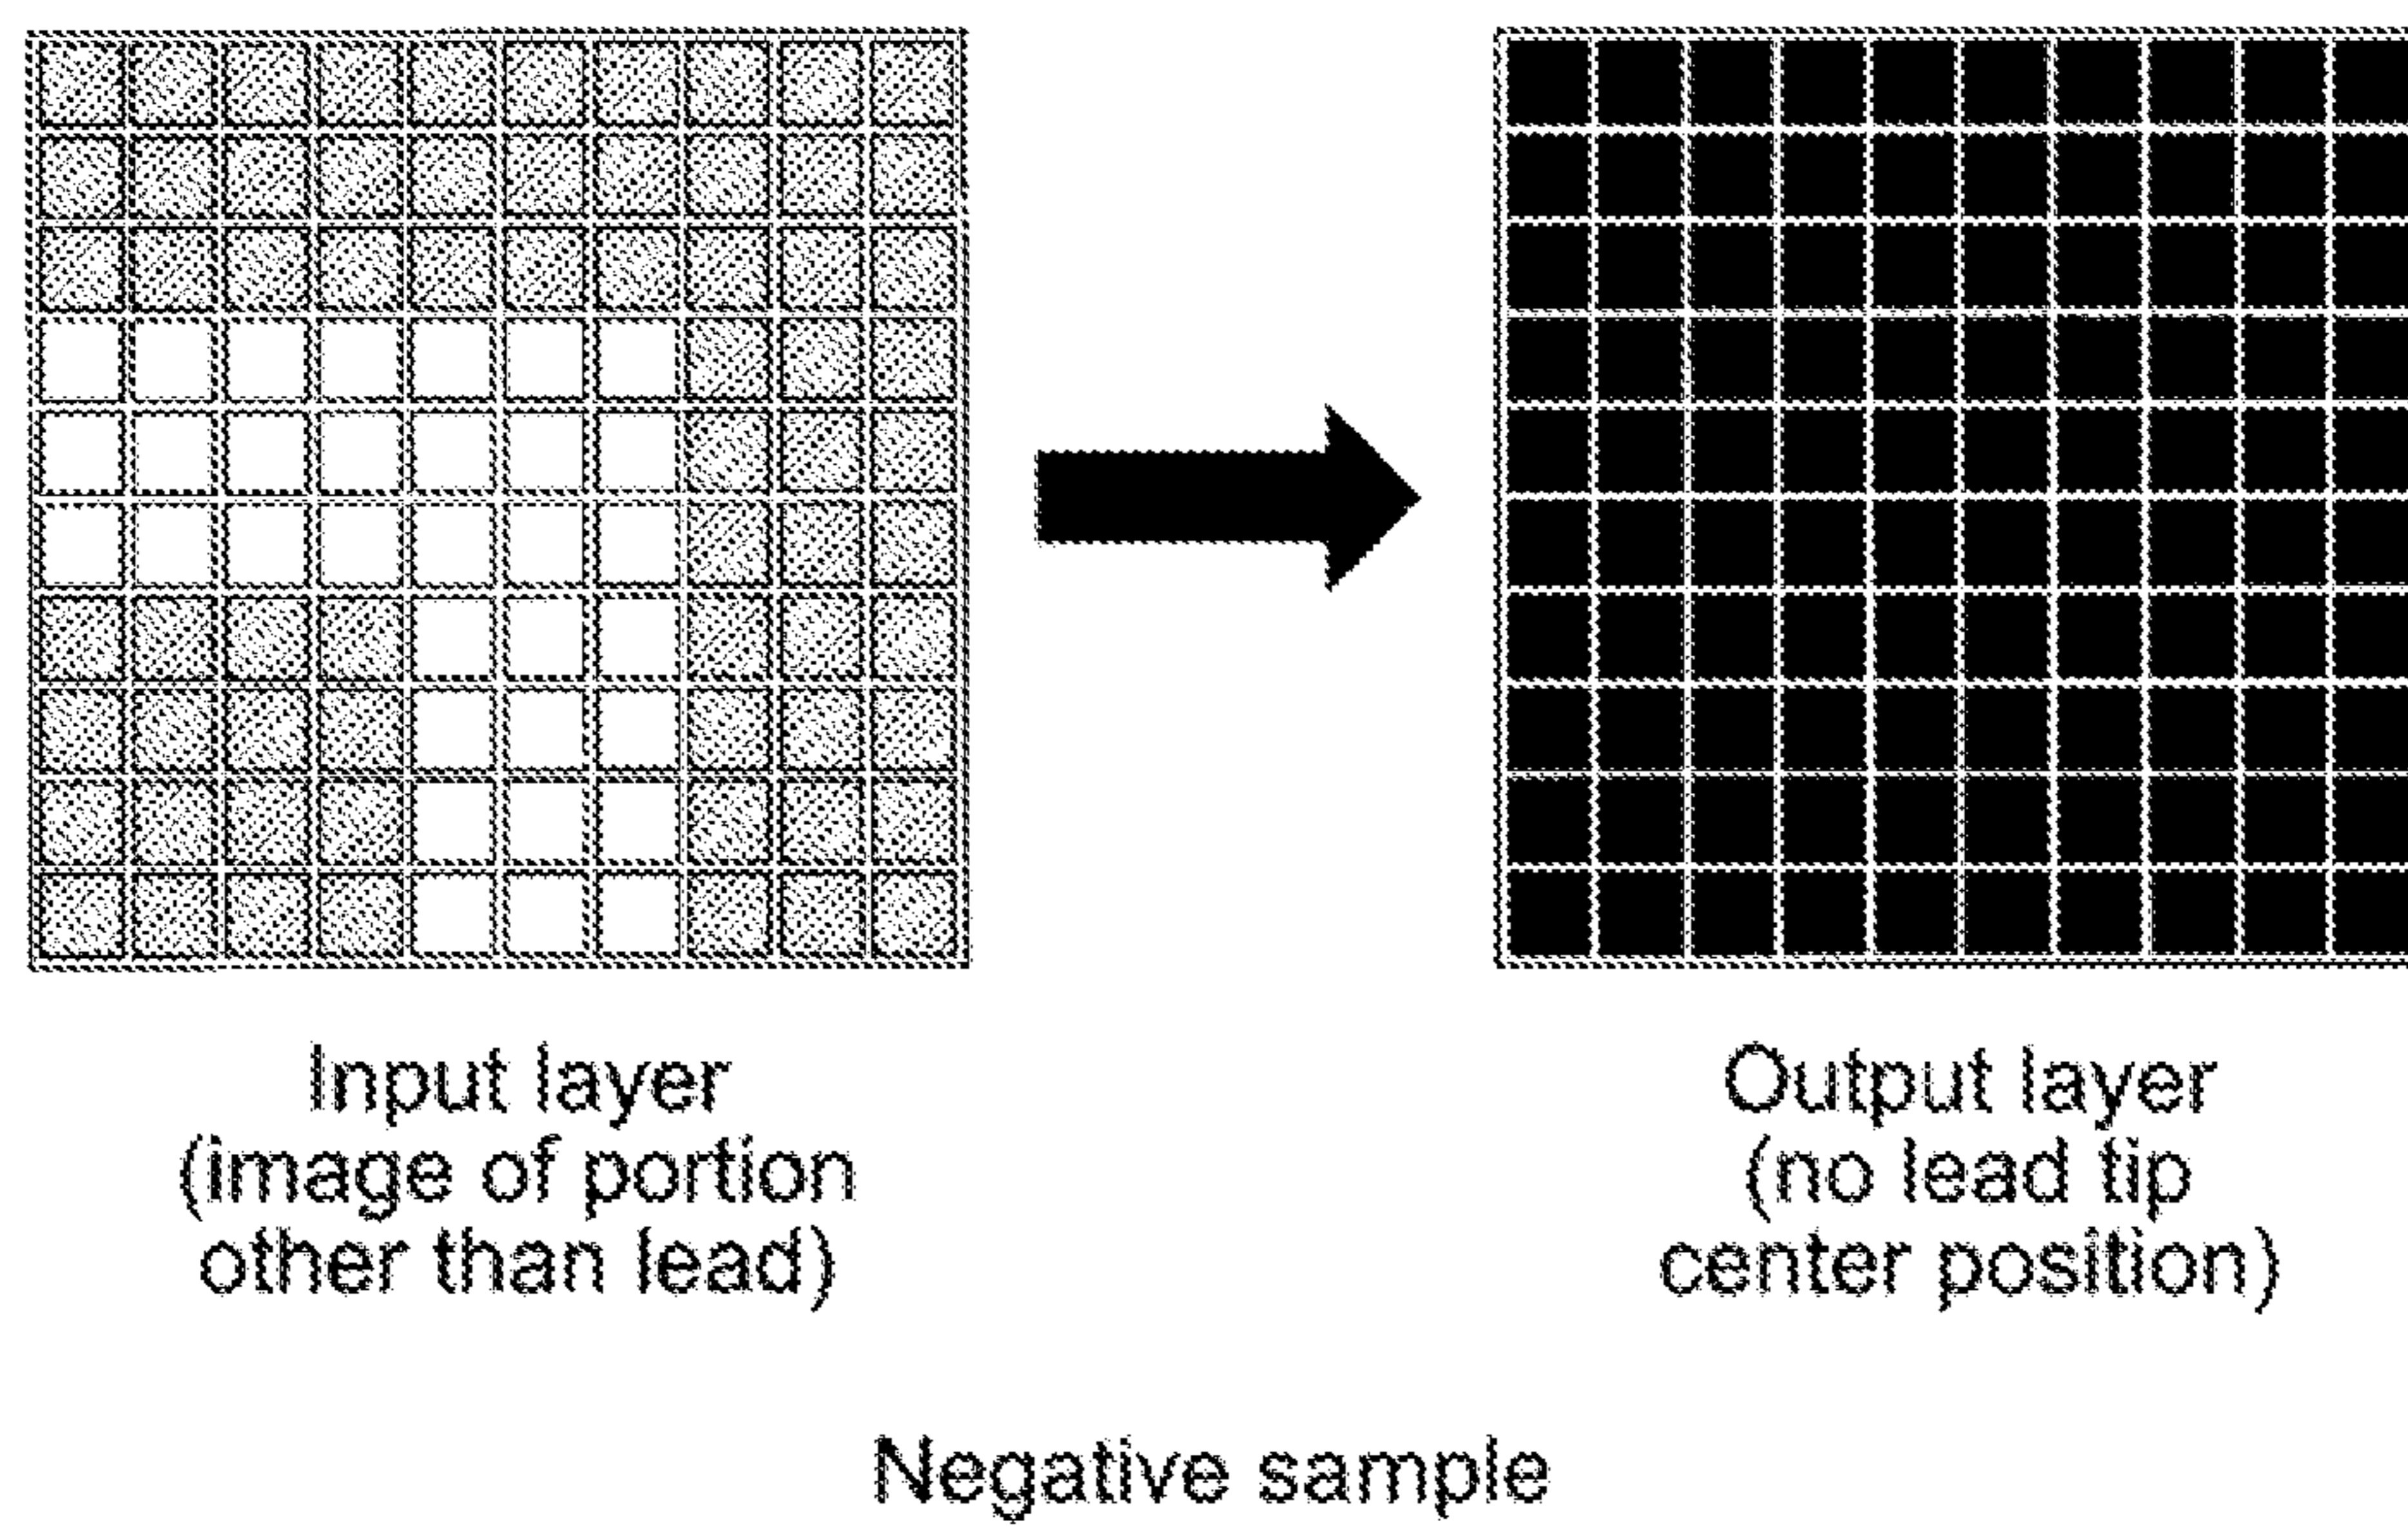 Input layer
(image of portion
other than lead)
Output layer
(no lead tip
center position)
Negative sample